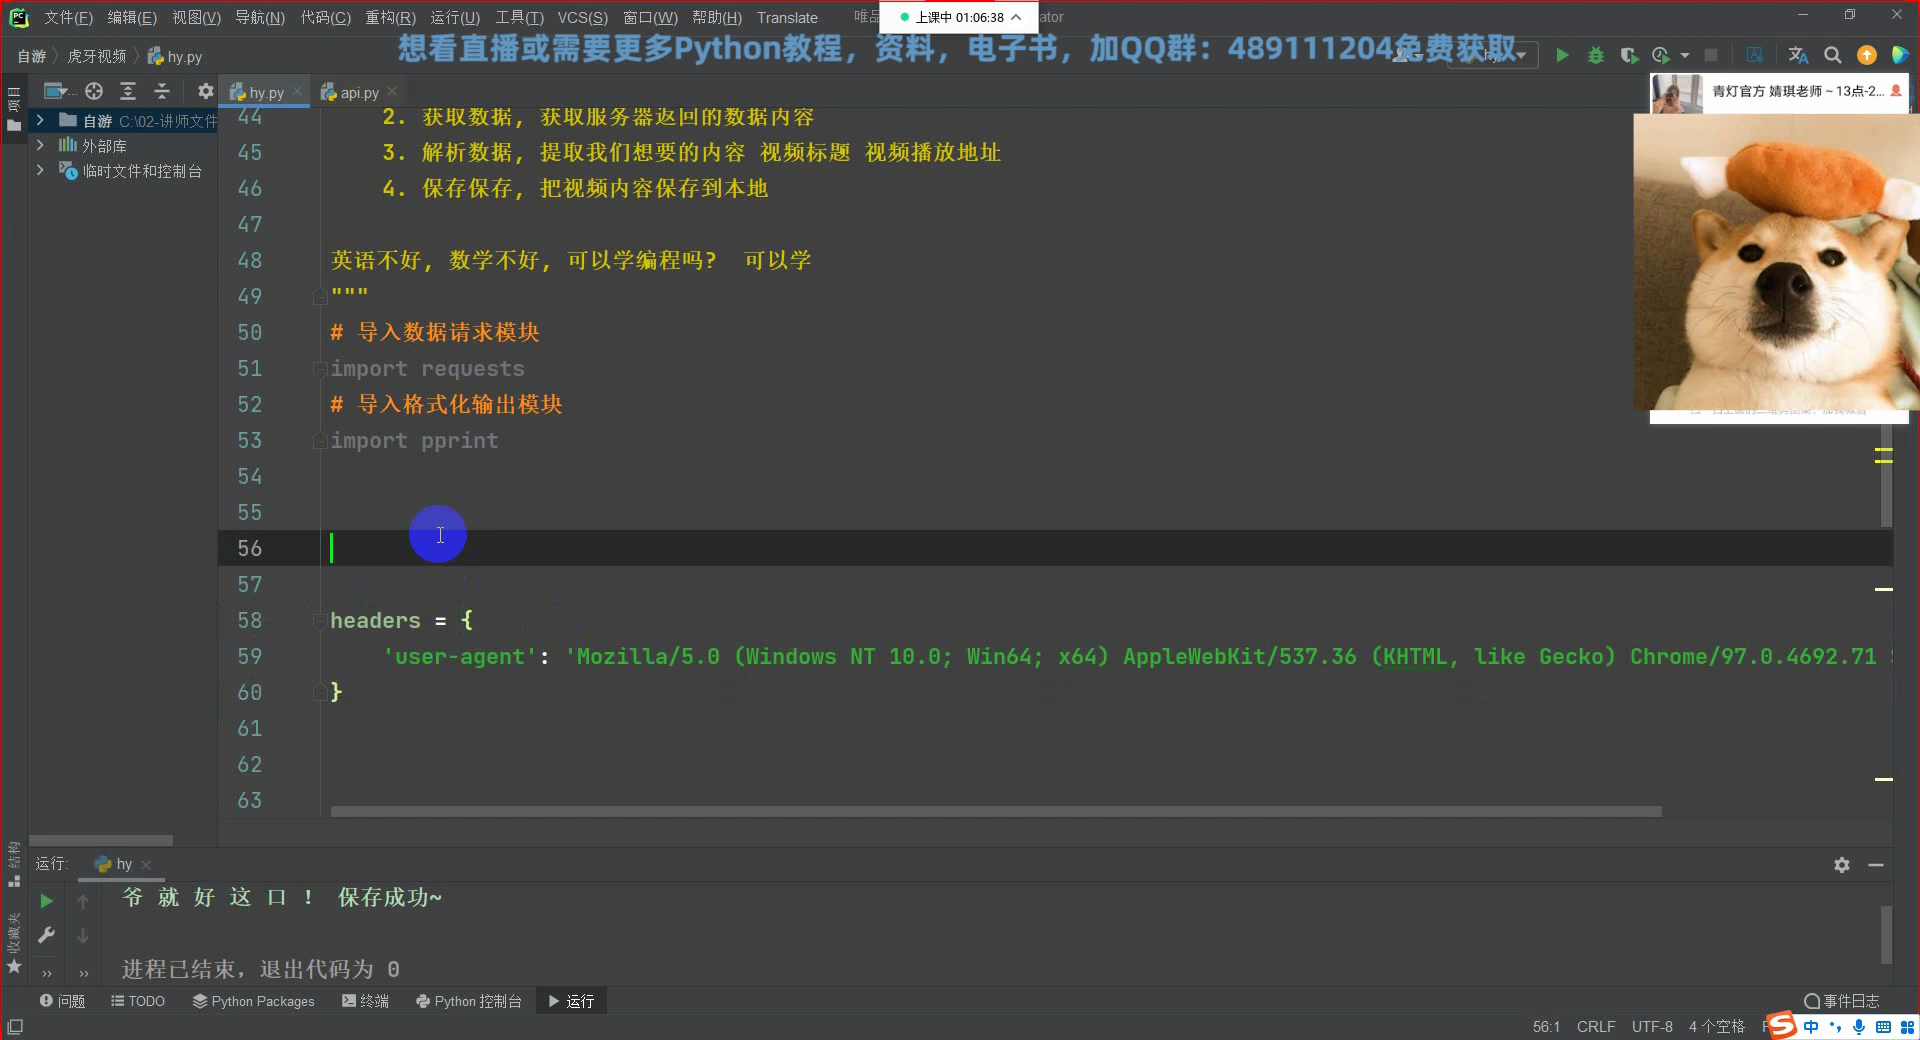 文件(F) 编辑(E) 视图(V) 导航(N) 代码(C) 重构(R) 运行(U) 工具(T) VCS(S) 窗口(W) 帮助(H) Translate 唯品 ator
上课中 01:06:38
想看直播或需要更多Python教程，资料，电子书，加QQ群：489111204免费获取
自游 虎牙视频 hy.py
项目
hy.py api.py
青灯官方 婧琪老师~13点-2...
自游 C:\02-讲师文件
外部库
临时文件和控制台
44 2. 获取数据, 获取服务器返回的数据内容
45 3. 解析数据, 提取我们想要的内容 视频标题 视频播放地址
46 4. 保存保存, 把视频内容保存到本地
47
48 英语不好, 数学不好, 可以学编程吗? 可以学
49 """
50 # 导入数据请求模块
51 import requests
52 # 导入格式化输出模块
53 import pprint
54
55
56
57
58 headers = {
59 'user-agent': 'Mozilla/5.0 (Windows NT 10.0; Win64; x64) AppleWebKit/537.36 (KHTML, like Gecko) Chrome/97.0.4692.71
60 }
61
62
63
结构
收藏夹
运行: hy
爷 就 好 这 口 ！ 保存成功~
进程已结束，退出代码为 0
问题 TODO Python Packages 终端 Python 控制台 运行 事件日志
56:1 CRLF UTF-8 4 个空格 中